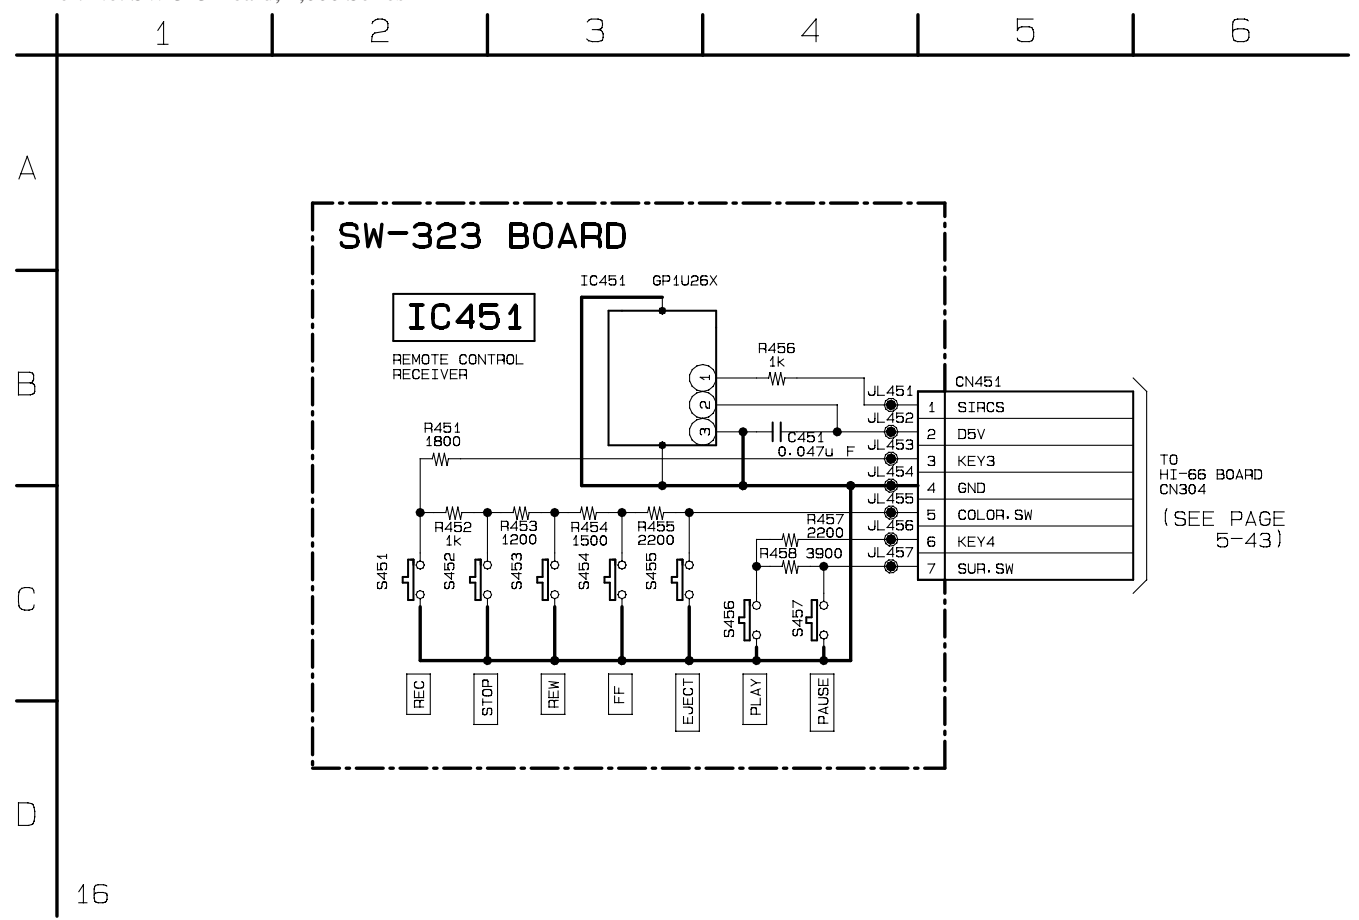 1 2 3 4 5 6
A
B
C
D
SW-323 BOARD
IC451 GP1U26X
IC451
REMOTE CONTROL
RECEIVER
1
2
3
R456
1k
C451
0.047u F
R451
1800
R452
1k
R453
1200
R454
1500
R455
2200
R457
2200
R458 3900
JL451
JL452
JL453
JL454
JL455
JL456
JL457
CN451
1 SIRCS
2 D5V
3 KEY3
4 GND
5 COLOR.SW
6 KEY4
7 SUR.SW
TO
HI-66 BOARD
CN304
(SEE PAGE
5-43)
S451
S452
S453
S454
S455
S456
S457
REC
STOP
REW
FF
EJECT
PLAY
PAUSE
16